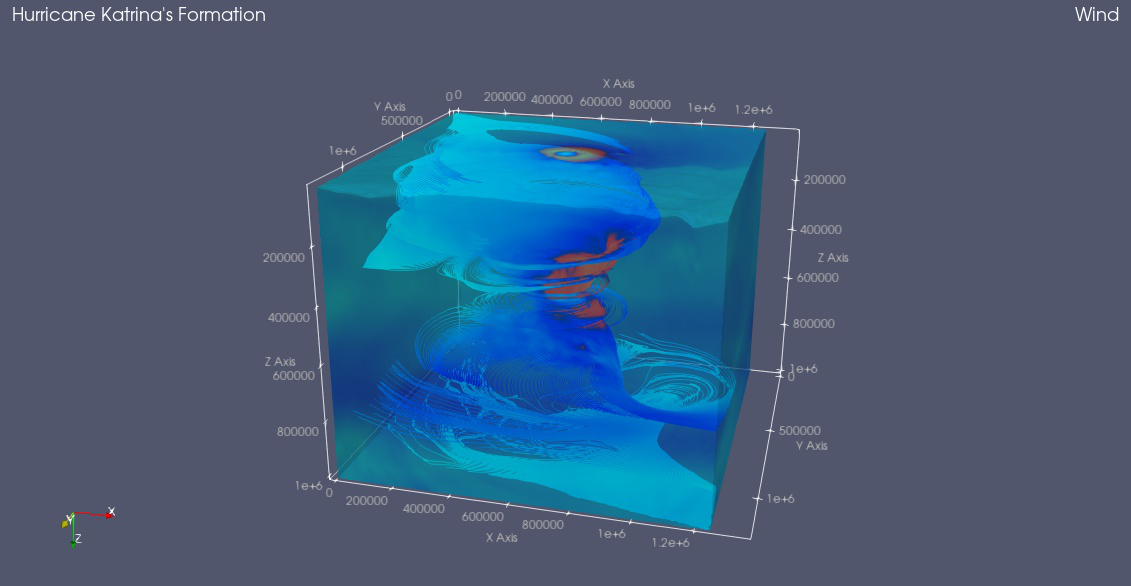 Hurricane Katrina's Formation
Wind
X Axis
0 0 200000 400000 600000 800000 1e+6 1.2e+6
Y Axis
500000
1e+6
200000
400000
Z Axis
600000
800000
1e+6
0
500000
Y Axis
1e+6
200000
400000
Z Axis
600000
800000
1e+6
0 200000 400000 600000 800000 1e+6 1.2e+6
X Axis
Y X
Z